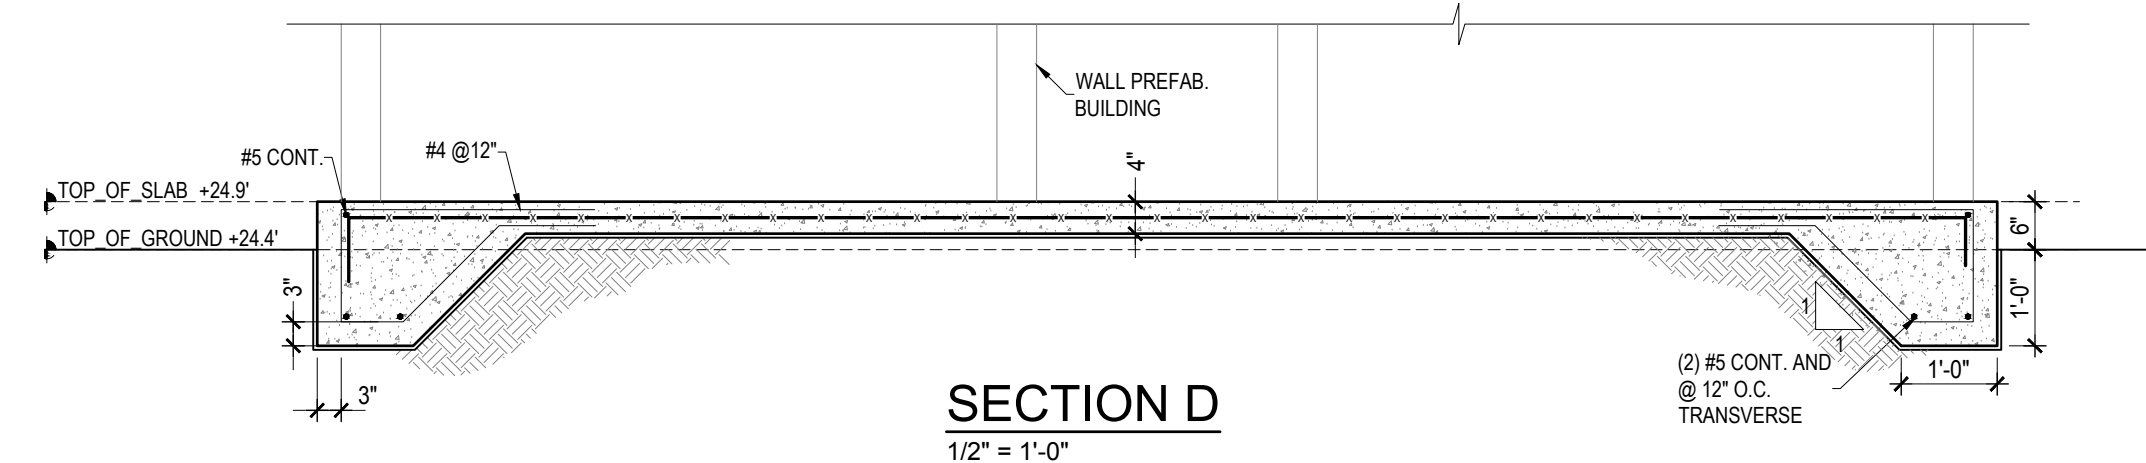 WALL PREFAB.
BUILDING
#5 CONT.
#4 @12"
4"
TOP_OF_SLAB +24.9'
TOP_OF_GROUND +24.4'
6"
3"
1'-0"
1
1
3"
(2) #5 CONT. AND
@ 12" O.C.
TRANSVERSE
1'-0"
SECTION D
1/2" = 1'-0"